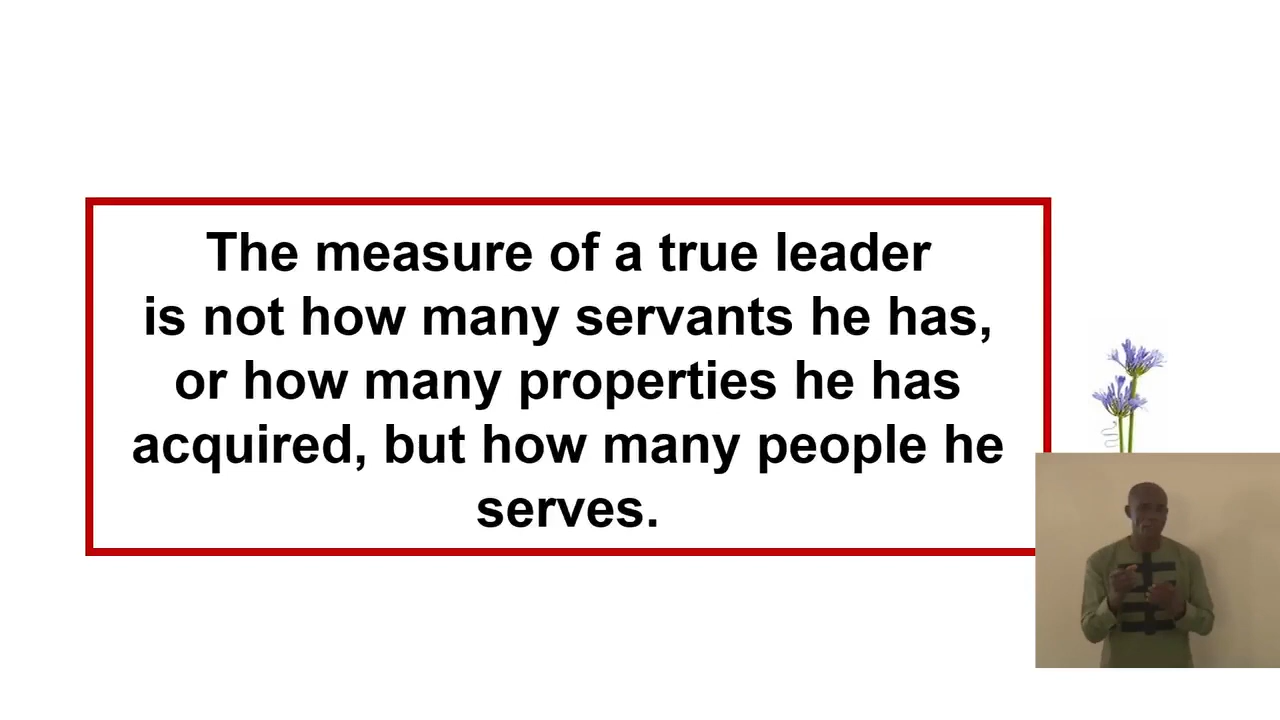 The measure of a true leader
is not how many servants he has,
or how many properties he has
acquired, but how many people he
serves.